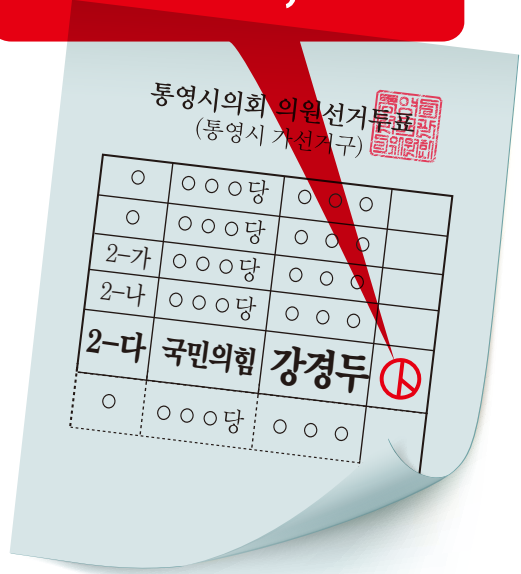 통영시의회 의원선거투표
(통영시 가선거구)
○ ○○○당 ○ ○ ○
○ ○○○당 ○ ○ ○
2-가 ○○○당 ○ ○ ○
2-나 ○○○당 ○ ○ ○
2-다 국민의힘 강경두
○ ○○○당 ○ ○ ○